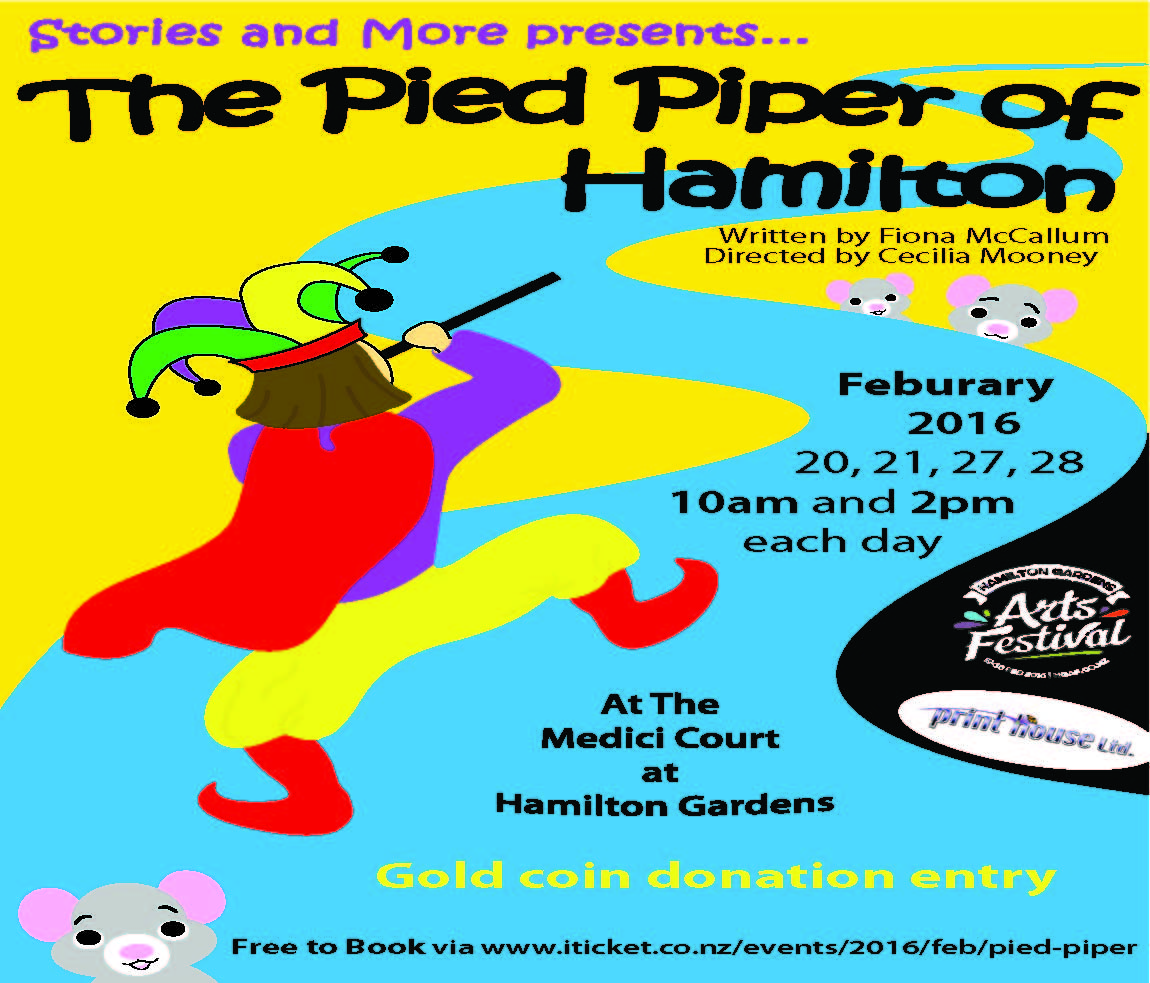 Stories and More presents...
The Pied Piper of
Hamilton
Written by Fiona McCallum
Directed by Cecilia Mooney
Feburary
2016
20, 21, 27, 28
10am and 2pm
each day
HAMILTON GARDENS
Arts
Festival
print house Ltd.
At The
Medici Court
at
Hamilton Gardens
Gold coin donation entry
Free to Book via www.iticket.co.nz/events/2016/feb/pied-piper